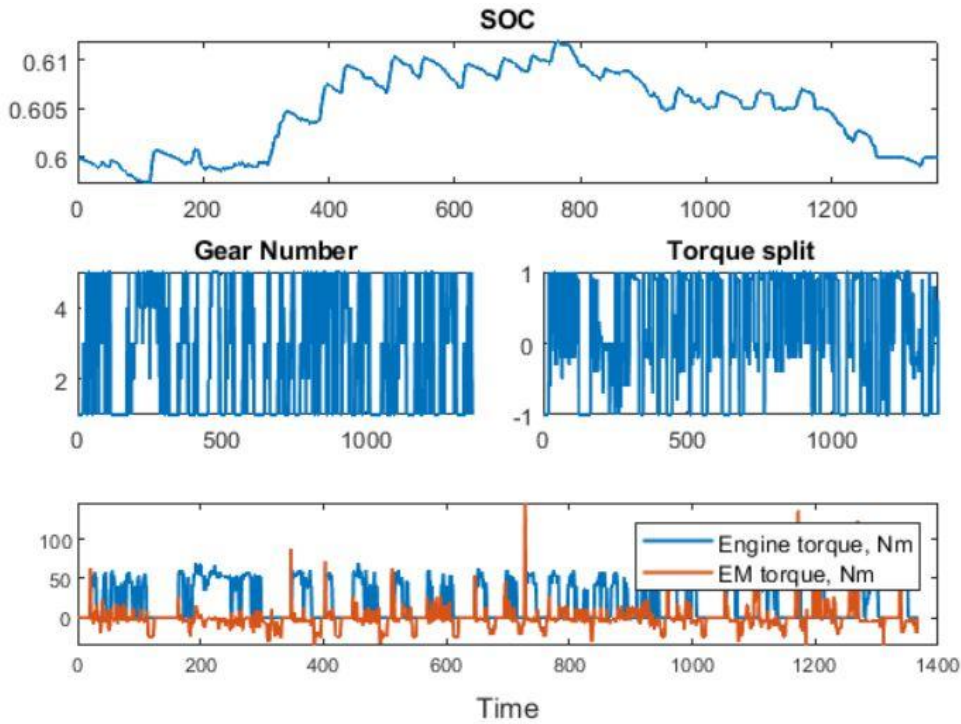 SOC
0.61
0.605
0.6
0 200 400 600 800 1000 1200
Gear Number
4
2
0 500 1000
Torque split
1
0
-1
0 500 1000
100
50
0
Engine torque, Nm
EM torque, Nm
0 200 400 600 800 1000 1200 1400
Time